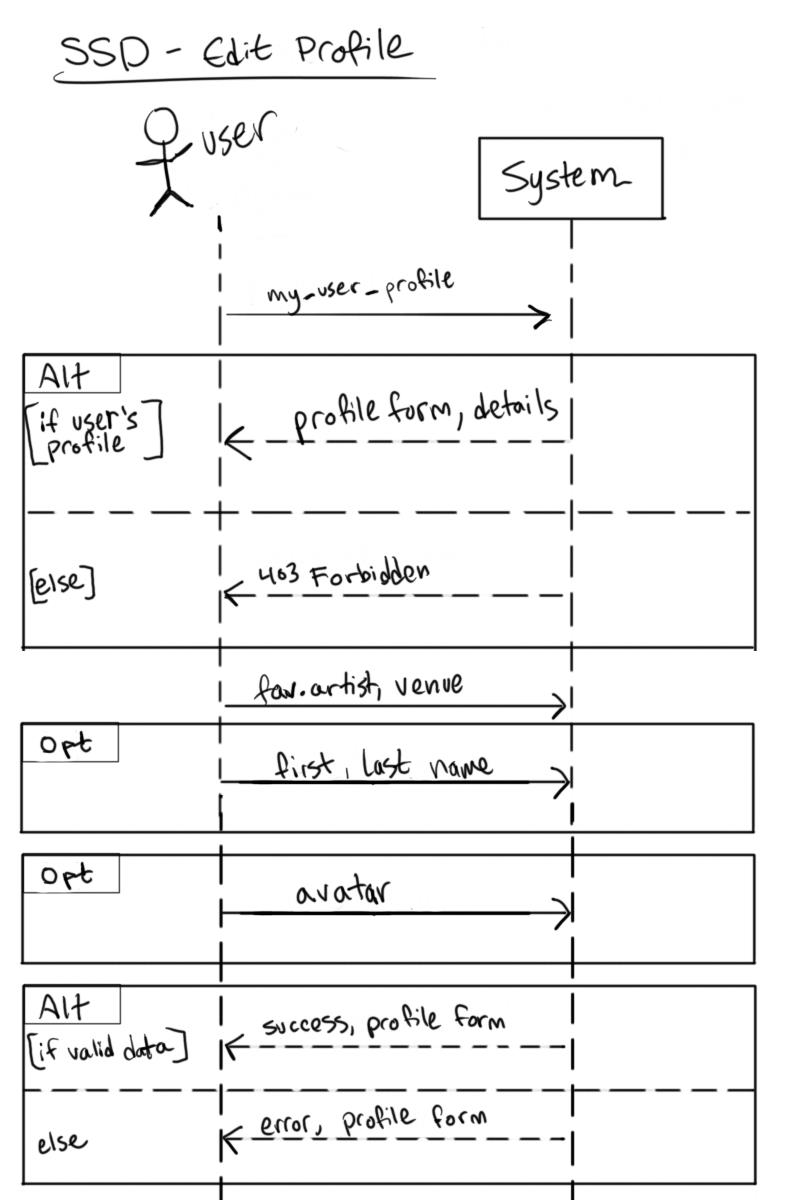 SSD - Edit Profile
user
System
my_user_profile
Alt
[if user's
profile]
profile form, details
[else]
403 Forbidden
fav.artist, venue
Opt
first, last name
Opt
avatar
Alt
[if valid data]
success, profile form
else
error, profile form